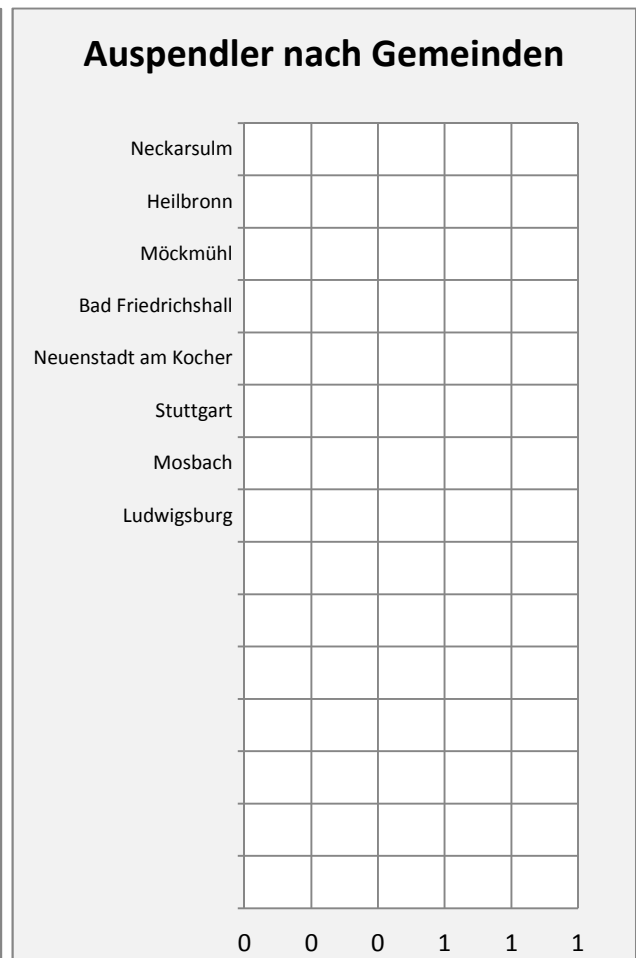 Auspendler nach Gemeinden
Neckarsulm
Heilbronn
Möckmühl
Bad Friedrichshall
Neuenstadt am Kocher
Stuttgart
Mosbach
Ludwigsburg
0 0 0 1 1 1